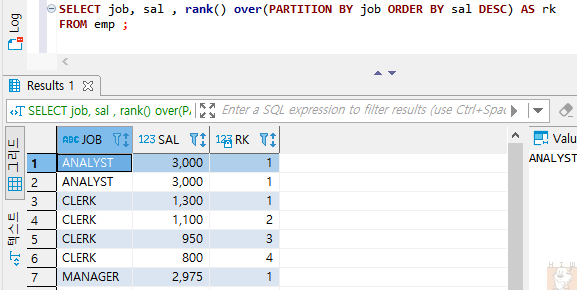 Log
SELECT job, sal , rank() over(PARTITION BY job ORDER BY sal DESC) AS rk
FROM emp ;
Results 1
SELECT job, sal , rank() over(PA
Enter a SQL expression to filter results (use Ctrl+Spac
그리드
텍스트
ABC JOB 123 SAL 123 RK
1 ANALYST 3,000 1
2 ANALYST 3,000 1
3 CLERK 1,300 1
4 CLERK 1,100 2
5 CLERK 950 3
6 CLERK 800 4
7 MANAGER 2,975 1
Valu
ANALYST